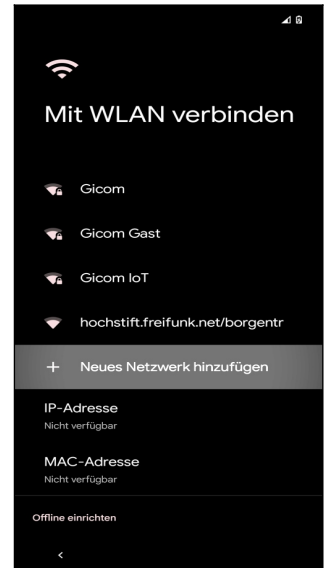 Mit WLAN verbinden
Gicom
Gicom Gast
Gicom IoT
hochstift.freifunk.net/borgentr
+ Neues Netzwerk hinzufügen
IP-Adresse
Nicht verfügbar
MAC-Adresse
Nicht verfügbar
Offline einrichten